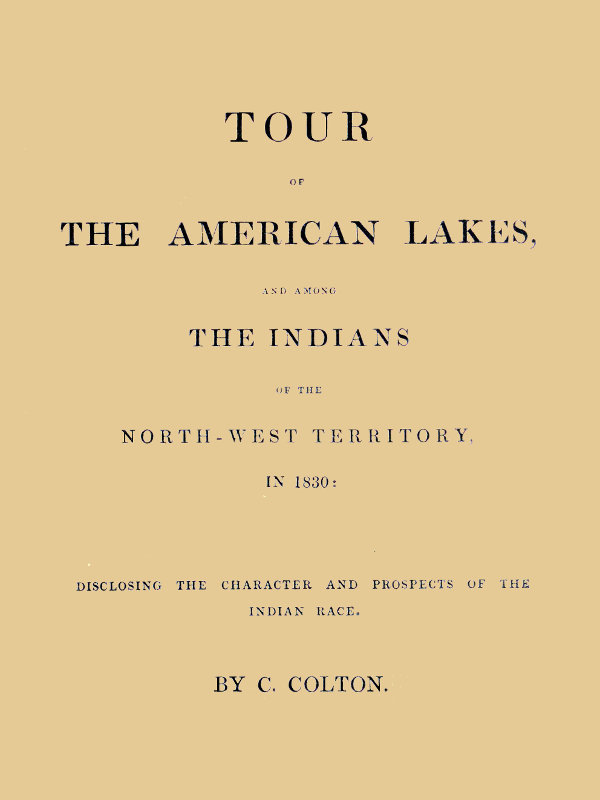 TOUR
OF
THE AMERICAN LAKES,
AND AMONG
THE INDIANS
OF THE
NORTH-WEST TERRITORY,
IN 1830:
DISCLOSING THE CHARACTER AND PROSPECTS OF THE
INDIAN RACE.
BY C. COLTON.